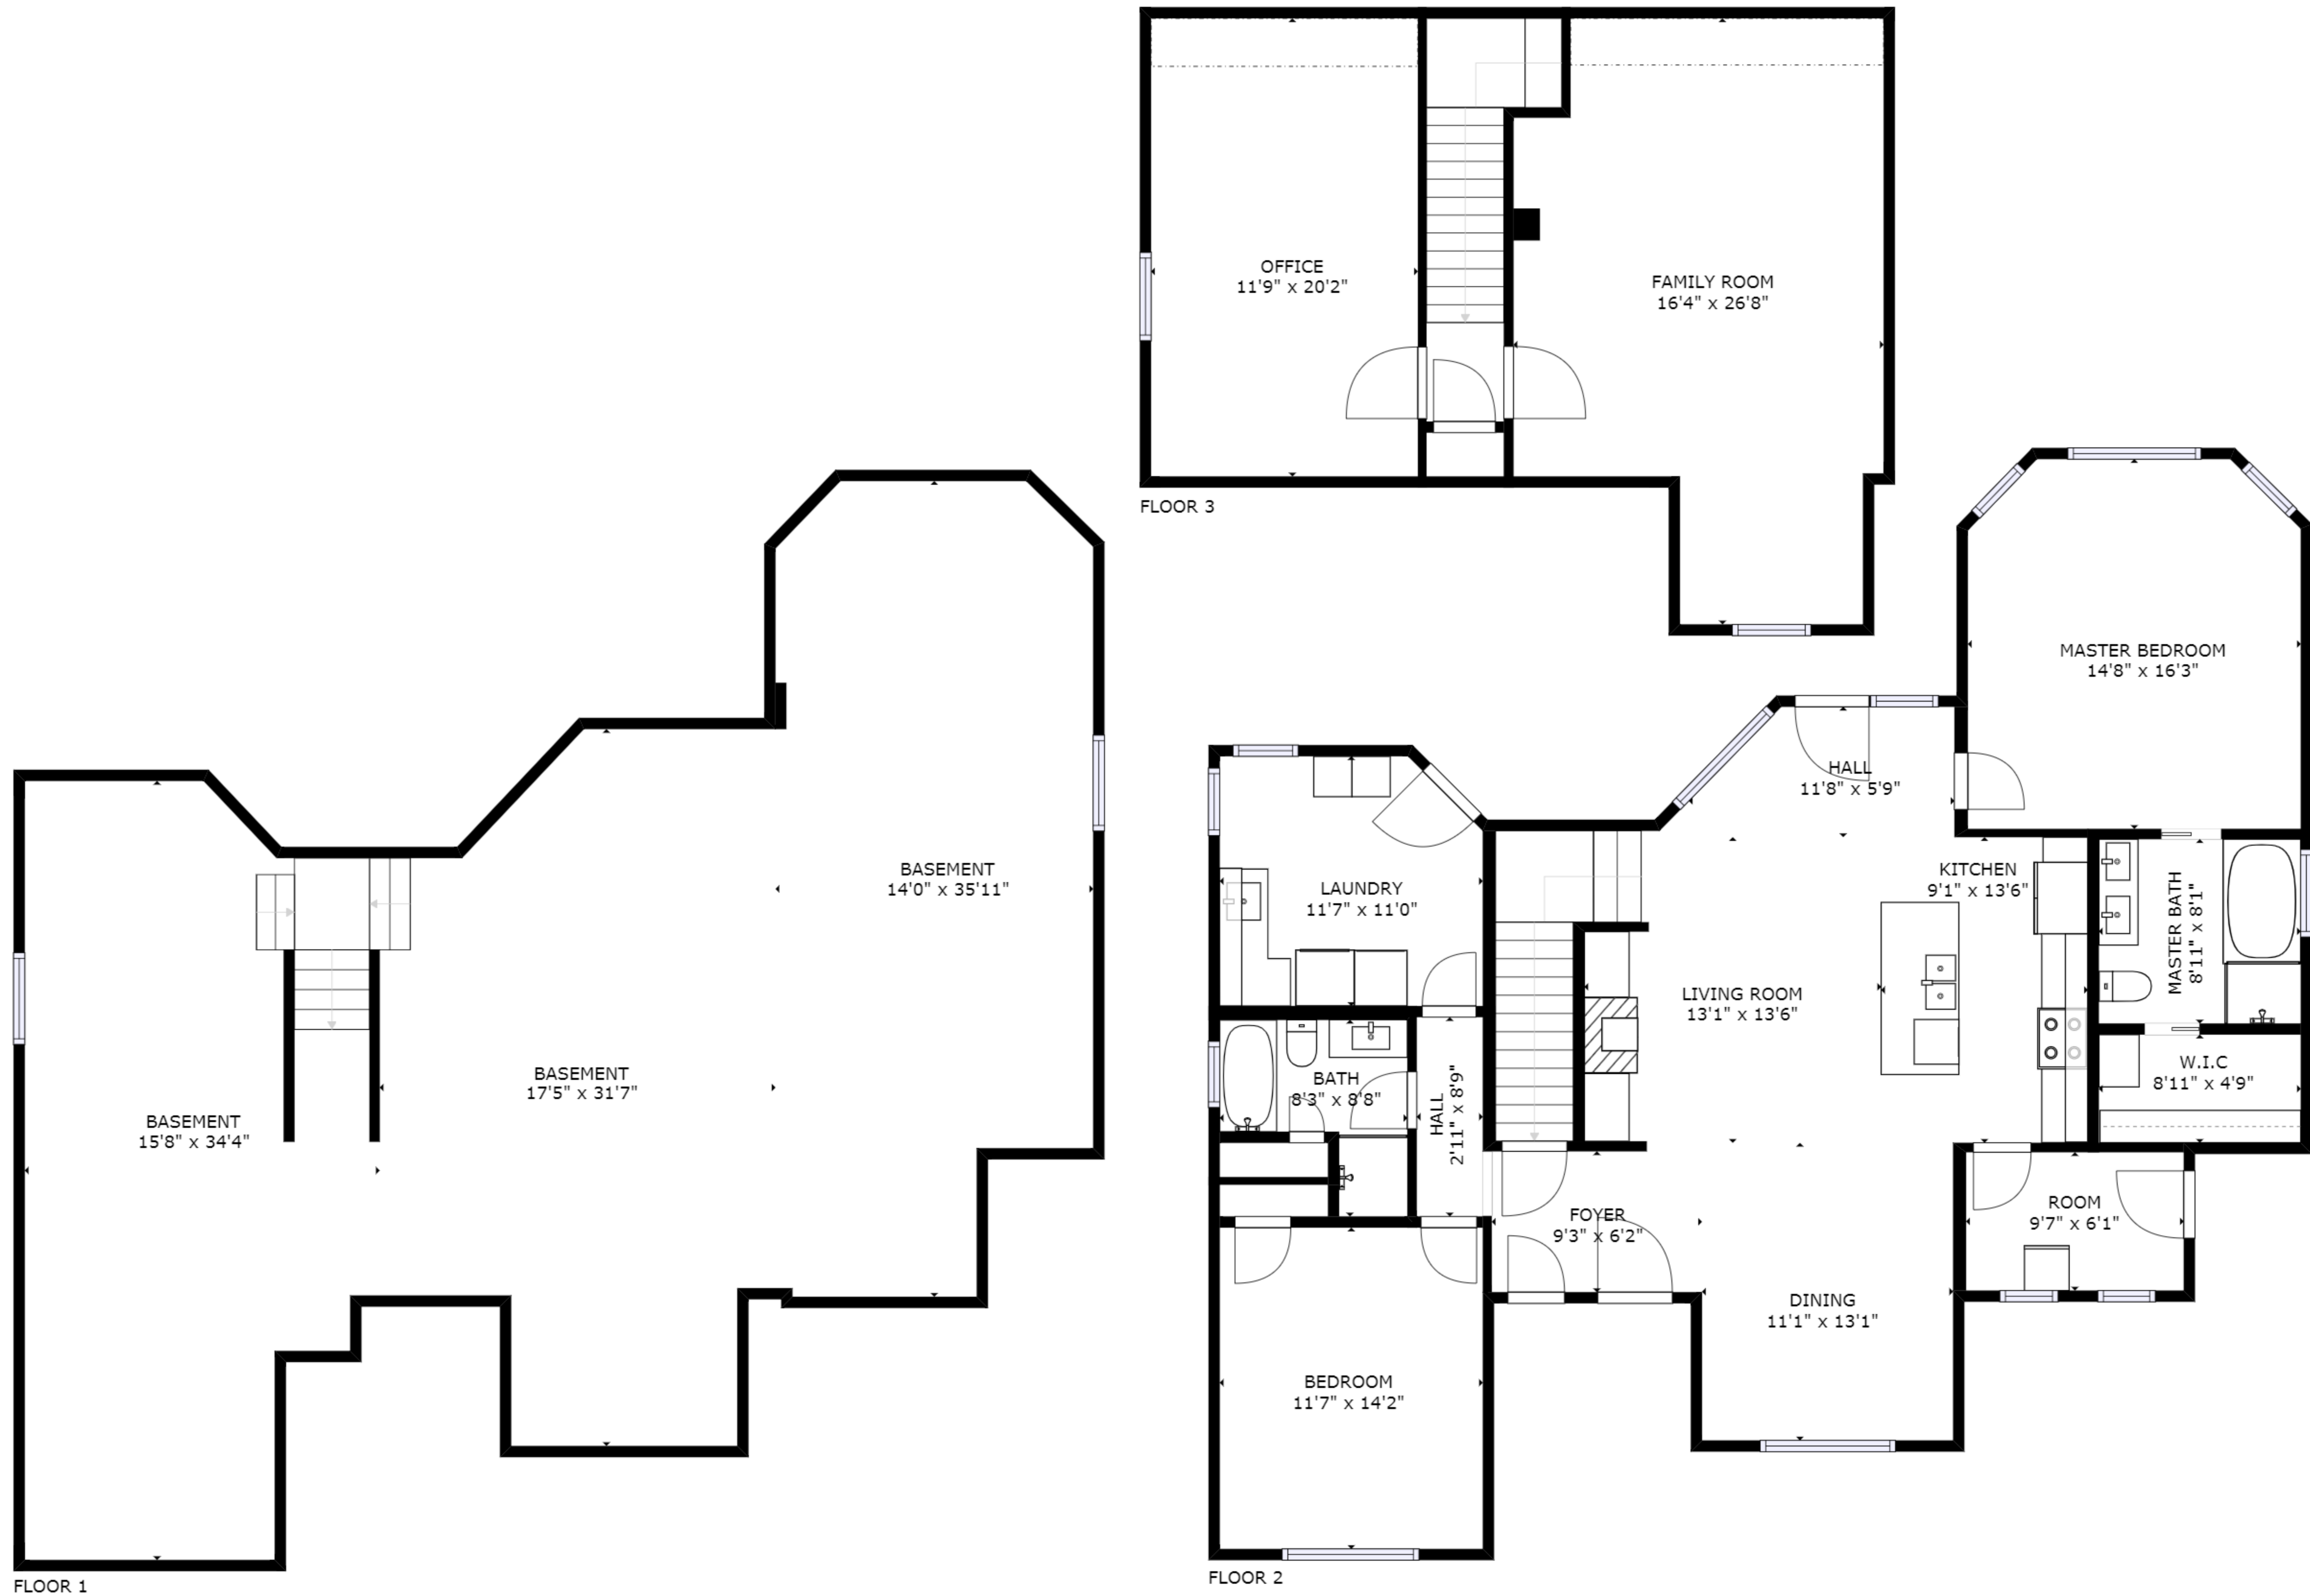 OFFICE
11'9" x 20'2"
FAMILY ROOM
16'4" x 26'8"
FLOOR 3
BASEMENT
14'0" x 35'11"
BASEMENT
17'5" x 31'7"
BASEMENT
15'8" x 34'4"
FLOOR 1
MASTER BEDROOM
14'8" x 16'3"
HALL
11'8" x 5'9"
KITCHEN
9'1" x 13'6"
LAUNDRY
11'7" x 11'0"
MASTER BATH
8'11" x 8'1"
LIVING ROOM
13'1" x 13'6"
W.I.C
8'11" x 4'9"
BATH
8'3" x 8'8"
HALL
2'11" x 8'9"
ROOM
9'7" x 6'1"
FOYER
9'3" x 6'2"
DINING
11'1" x 13'1"
BEDROOM
11'7" x 14'2"
FLOOR 2